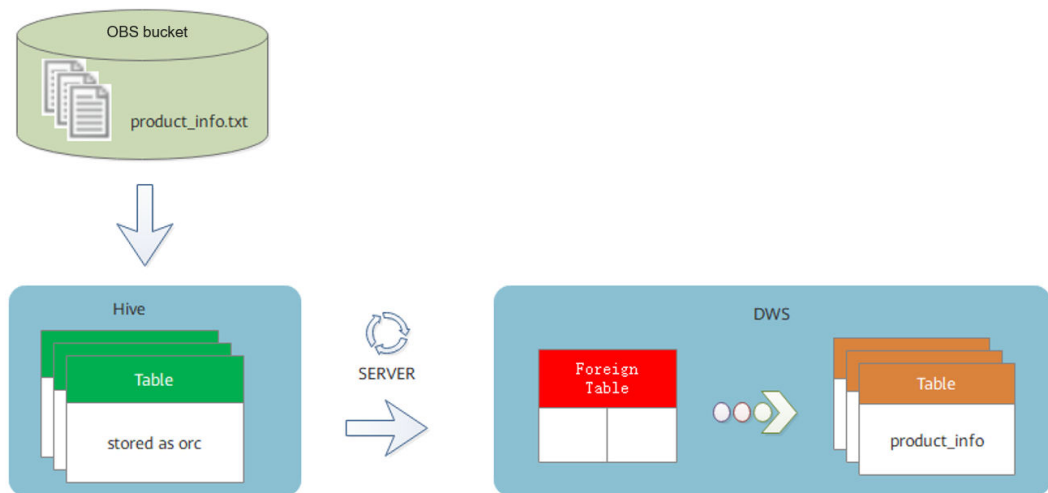 OBS bucket
product_info.txt
Hive
Table
stored as orc
SERVER
DWS
Foreign
Table
Table
product_info